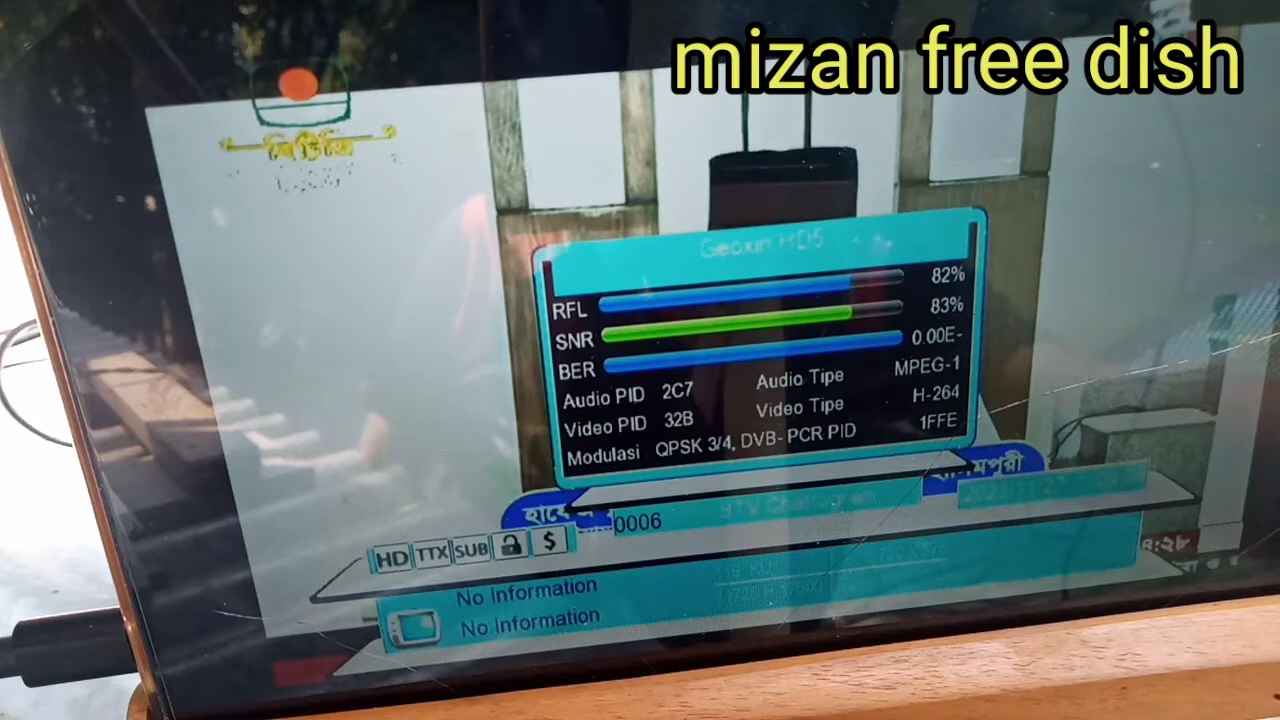 mizan free dish
বিটিভি
Geoxin HD5
RFL 82%
SNR 83%
BER 0.00E-
Audio PID 2C7 Audio Tipe MPEG-1
Video PID 32B Video Tipe H-264
Modulasi QPSK 3/4, DVB- PCR PID 1FFE
0006 BTV
HD TTX SUB $
No Information
No Information